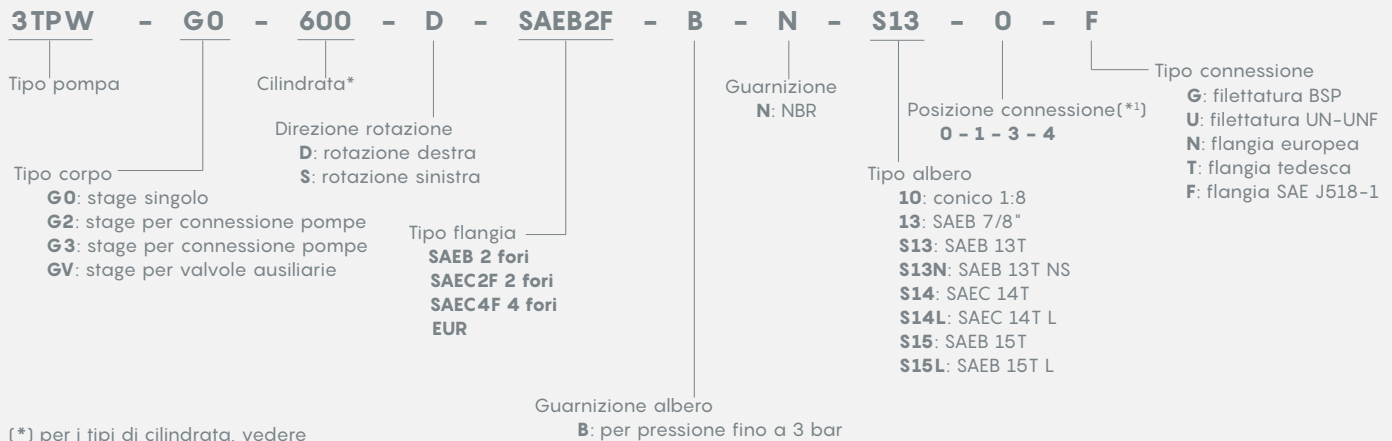 3TPW - G0 - 600 - D - SAEB2F - B - N - S13 - 0 - F
Tipo pompa
Tipo corpo
G0: stage singolo
G2: stage per connessione pompe
G3: stage per connessione pompe
GV: stage per valvole ausiliarie
Cilindrata*
Direzione rotazione
D: rotazione destra
S: rotazione sinistra
Tipo flangia
SAEB 2 fori
SAEC2F 2 fori
SAEC4F 4 fori
EUR
Guarnizione albero
B: per pressione fino a 3 bar
Guarnizione
N: NBR
Tipo albero
10: conico 1:8
13: SAEB 7/8"
S13: SAEB 13T
S13N: SAEB 13T NS
S14: SAEC 14T
S14L: SAEC 14T L
S15: SAEB 15T
S15L: SAEB 15T L
Posizione connessione(*¹)
0 - 1 - 3 - 4
Tipo connessione
G: filettatura BSP
U: filettatura UN-UNF
N: flangia europea
T: flangia tedesca
F: flangia SAE J518-1
(*) per i tipi di cilindrata, vedere